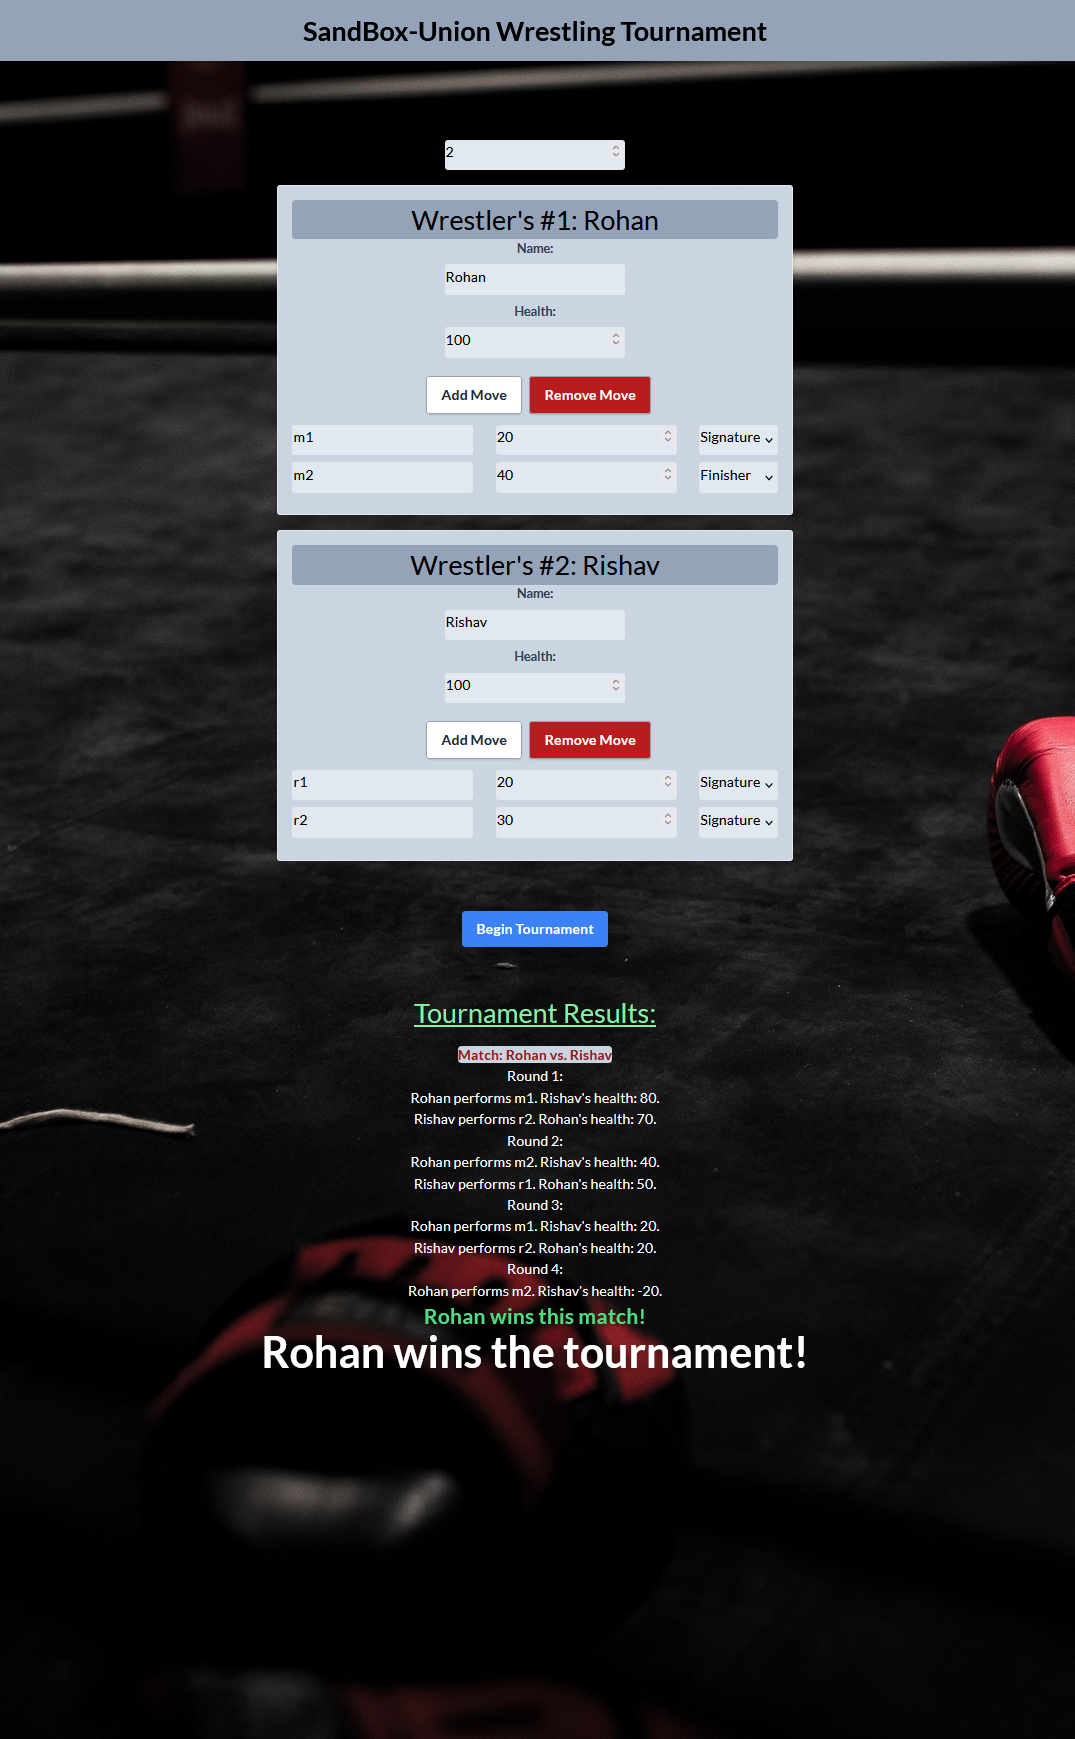 SandBox-Union Wrestling Tournament
2
Wrestler's #1: Rohan
Name:
Rohan
Health:
100
Add Move Remove Move
m1 20 Signature
m2 40 Finisher
Wrestler's #2: Rishav
Name:
Rishav
Health:
100
Add Move Remove Move
r1 20 Signature
r2 30 Signature
Begin Tournament
Tournament Results:
Match: Rohan vs. Rishav
Round 1:
Rohan performs m1. Rishav's health: 80.
Rishav performs r2. Rohan's health: 70.
Round 2:
Rohan performs m2. Rishav's health: 40.
Rishav performs r1. Rohan's health: 50.
Round 3:
Rohan performs m1. Rishav's health: 20.
Rishav performs r2. Rohan's health: 20.
Round 4:
Rohan performs m2. Rishav's health: -20.
Rohan wins this match!
Rohan wins the tournament!